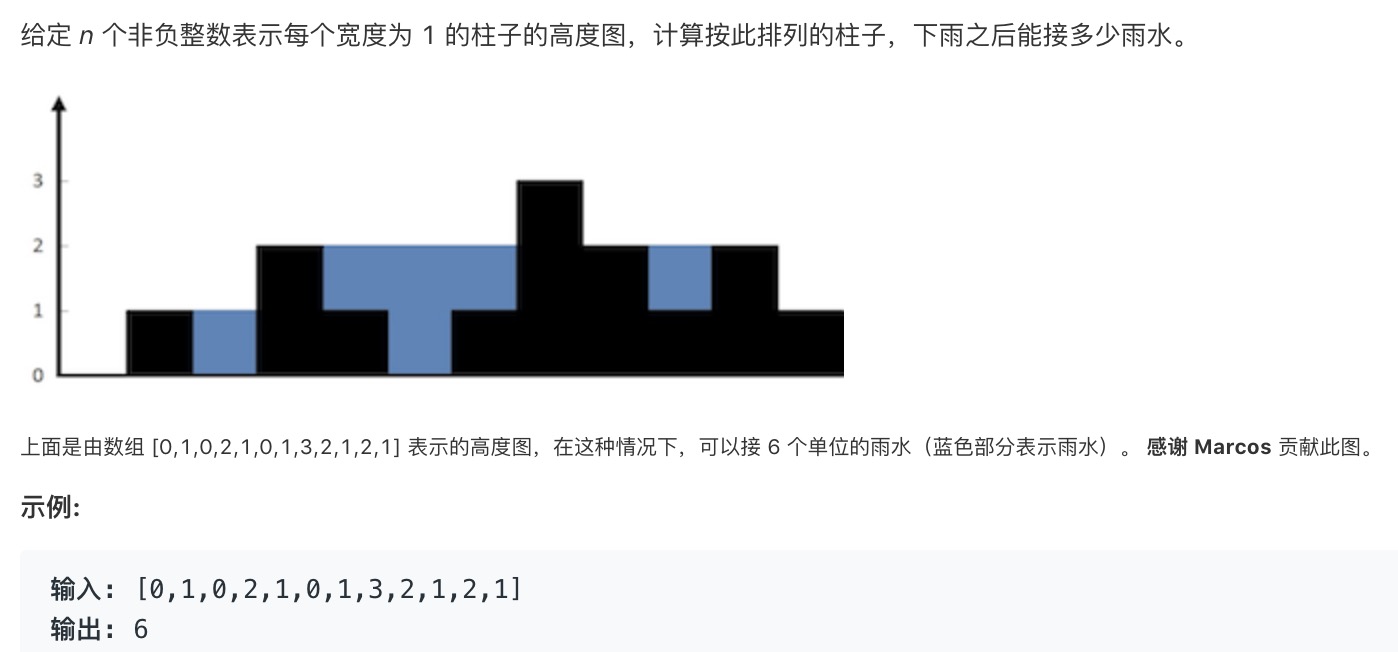 给定 n 个非负整数表示每个宽度为 1 的柱子的高度图，计算按此排列的柱子，下雨之后能接多少雨水。
3
2
1
0
上面是由数组 [0,1,0,2,1,0,1,3,2,1,2,1] 表示的高度图，在这种情况下，可以接 6 个单位的雨水（蓝色部分表示雨水）。 感谢 Marcos 贡献此图。
示例:
输入: [0,1,0,2,1,0,1,3,2,1,2,1]
输出: 6